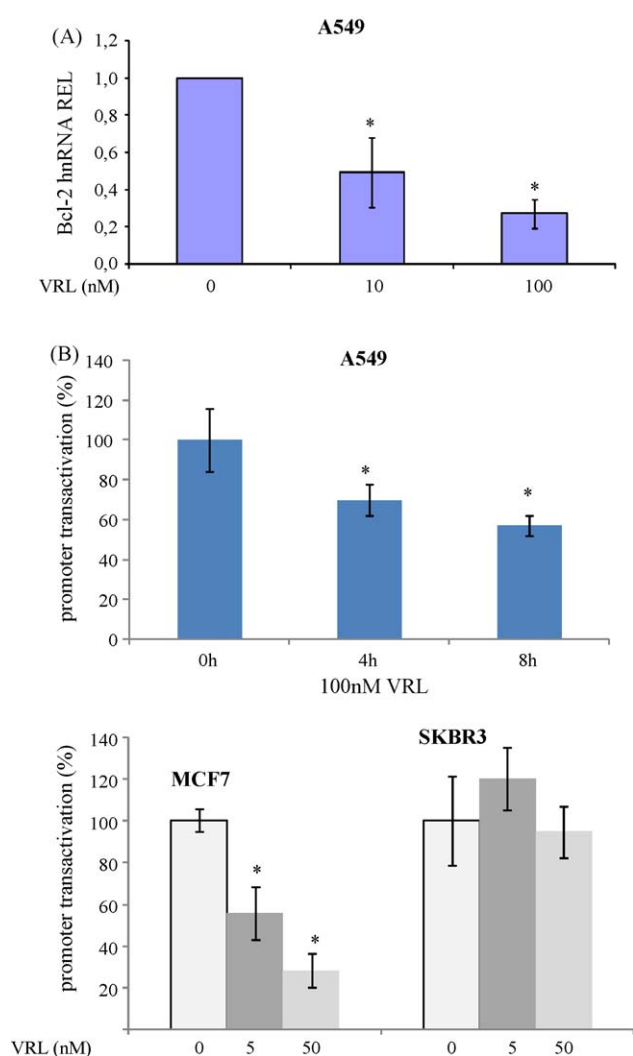 (A) A549
Bcl-2 hnRNA REL
1,2
1,0
0,8
0,6
0,4
0,2
0,0
* *
VRL (nM) 0 10 100
(B) A549
promoter transactivation (%)
140
120
100
80
60
40
20
0
* *
0h 4h 8h
100nM VRL
promoter transactivation (%)
140
120
100
80
60
40
20
MCF7 SKBR3
* *
VRL (nM) 0 5 50 0 5 50